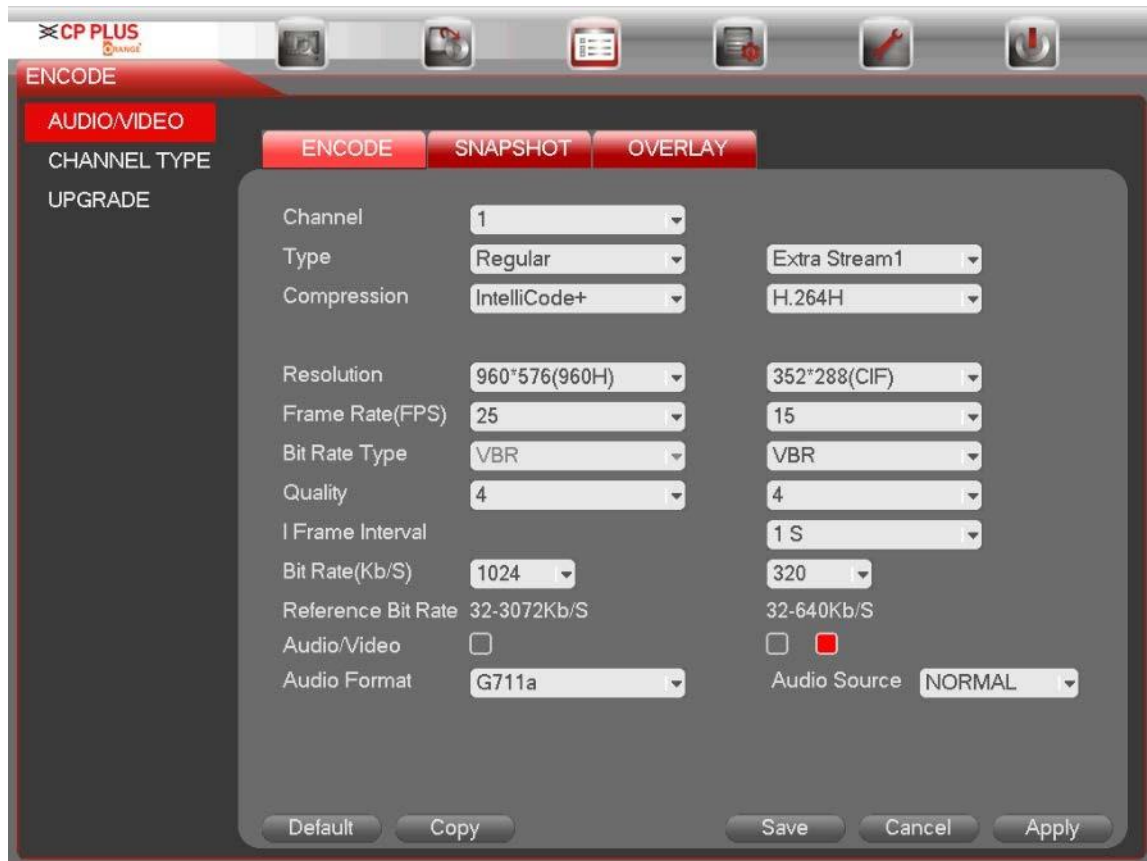 CP PLUS
ORANGE
ENCODE
AUDIO/VIDEO
CHANNEL TYPE
UPGRADE
ENCODE SNAPSHOT OVERLAY
Channel 1
Type Regular Extra Stream1
Compression IntelliCode+ H.264H
Resolution 960*576(960H) 352*288(CIF)
Frame Rate(FPS) 25 15
Bit Rate Type VBR VBR
Quality 4 4
I Frame Interval 1 S
Bit Rate(Kb/S) 1024 320
Reference Bit Rate 32-3072Kb/S 32-640Kb/S
Audio/Video
Audio Format G711a Audio Source NORMAL
Default Copy Save Cancel Apply